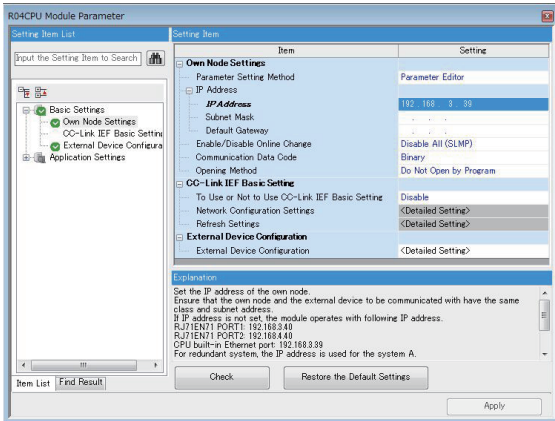 R04CPU Module Parameter
Setting Item List
Input the Setting Item to Search
Basic Settings
Own Node Settings
CC-Link IEF Basic Setting
External Device Configura
Application Settings
Item List
Find Result
Setting Item
Item Setting
Own Node Settings
Parameter Setting Method Parameter Editor
IP Address
IP Address 192 . 168 . 3 . 39
Subnet Mask . . .
Default Gateway . . .
Enable/Disable Online Change Disable All (SLMP)
Communication Data Code Binary
Opening Method Do Not Open by Program
CC-Link IEF Basic Setting
To Use or Not to Use CC-Link IEF Basic Setting Disable
Network Configuration Settings <Detailed Setting>
Refresh Settings <Detailed Setting>
External Device Configuration
External Device Configuration <Detailed Setting>
Explanation
Set the IP address of the own node.
Ensure that the own node and the external device to be communicated with have the same
class and subnet address.
If IP address is not set, the module operates with following IP address.
RJ71EN71 PORT1: 192.168.3.40
RJ71EN71 PORT2: 192.168.4.40
CPU built-in Ethernet port: 192.168.3.39
For redundant system, the IP address is used for the system A.
Check
Restore the Default Settings
Apply